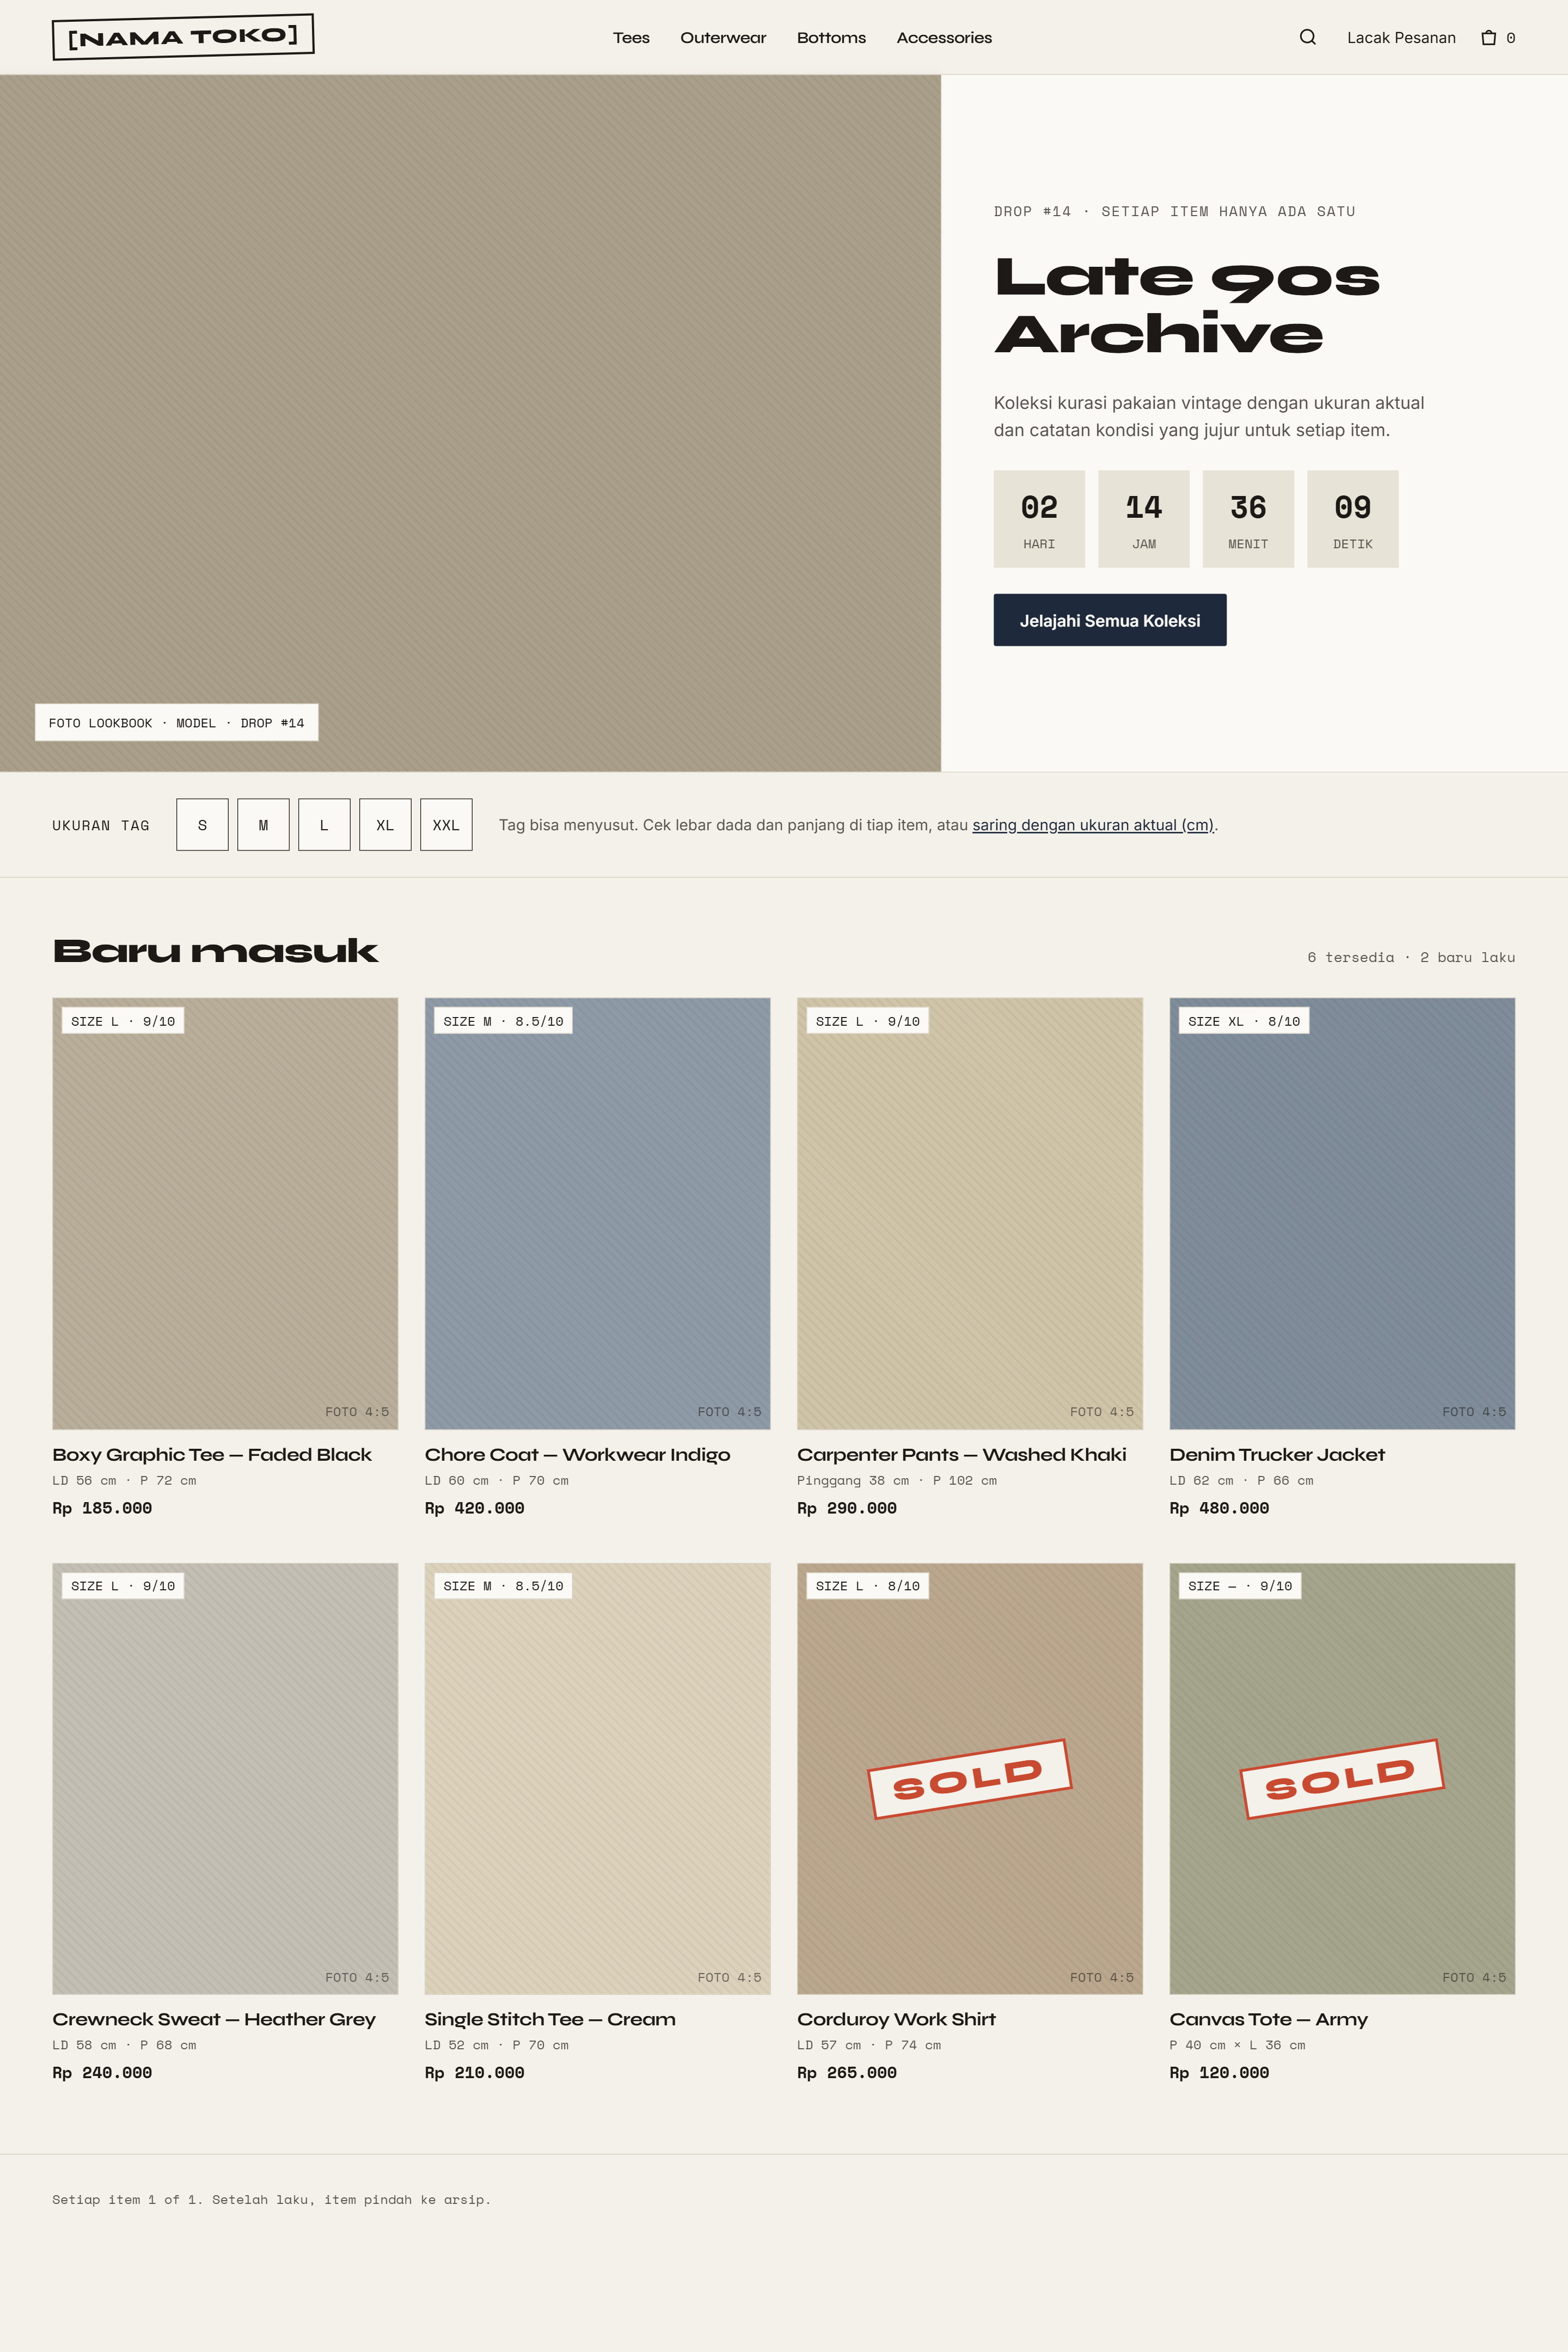 [NAMA TOKO]
Tees Outerwear Bottoms Accessories
Lacak Pesanan 0
DROP #14 · SETIAP ITEM HANYA ADA SATU
Late 90s
Archive
Koleksi kurasi pakaian vintage dengan ukuran aktual
dan catatan kondisi yang jujur untuk setiap item.
02 14 36 09
HARI JAM MENIT DETIK
Jelajahi Semua Koleksi
FOTO LOOKBOOK · MODEL · DROP #14
UKURAN TAG S M L XL XXL Tag bisa menyusut. Cek lebar dada dan panjang di tiap item, atau saring dengan ukuran aktual (cm).
Baru masuk
6 tersedia · 2 baru laku
SIZE L · 9/10
FOTO 4:5
Boxy Graphic Tee — Faded Black
LD 56 cm · P 72 cm
Rp 185.000
SIZE M · 8.5/10
FOTO 4:5
Chore Coat — Workwear Indigo
LD 60 cm · P 70 cm
Rp 420.000
SIZE L · 9/10
FOTO 4:5
Carpenter Pants — Washed Khaki
Pinggang 38 cm · P 102 cm
Rp 290.000
SIZE XL · 8/10
FOTO 4:5
Denim Trucker Jacket
LD 62 cm · P 66 cm
Rp 480.000
SIZE L · 9/10
FOTO 4:5
Crewneck Sweat — Heather Grey
LD 58 cm · P 68 cm
Rp 240.000
SIZE M · 8.5/10
FOTO 4:5
Single Stitch Tee — Cream
LD 52 cm · P 70 cm
Rp 210.000
SIZE L · 8/10
SOLD
FOTO 4:5
Corduroy Work Shirt
LD 57 cm · P 74 cm
Rp 265.000
SIZE — · 9/10
SOLD
FOTO 4:5
Canvas Tote — Army
P 40 cm × L 36 cm
Rp 120.000
Setiap item 1 of 1. Setelah laku, item pindah ke arsip.